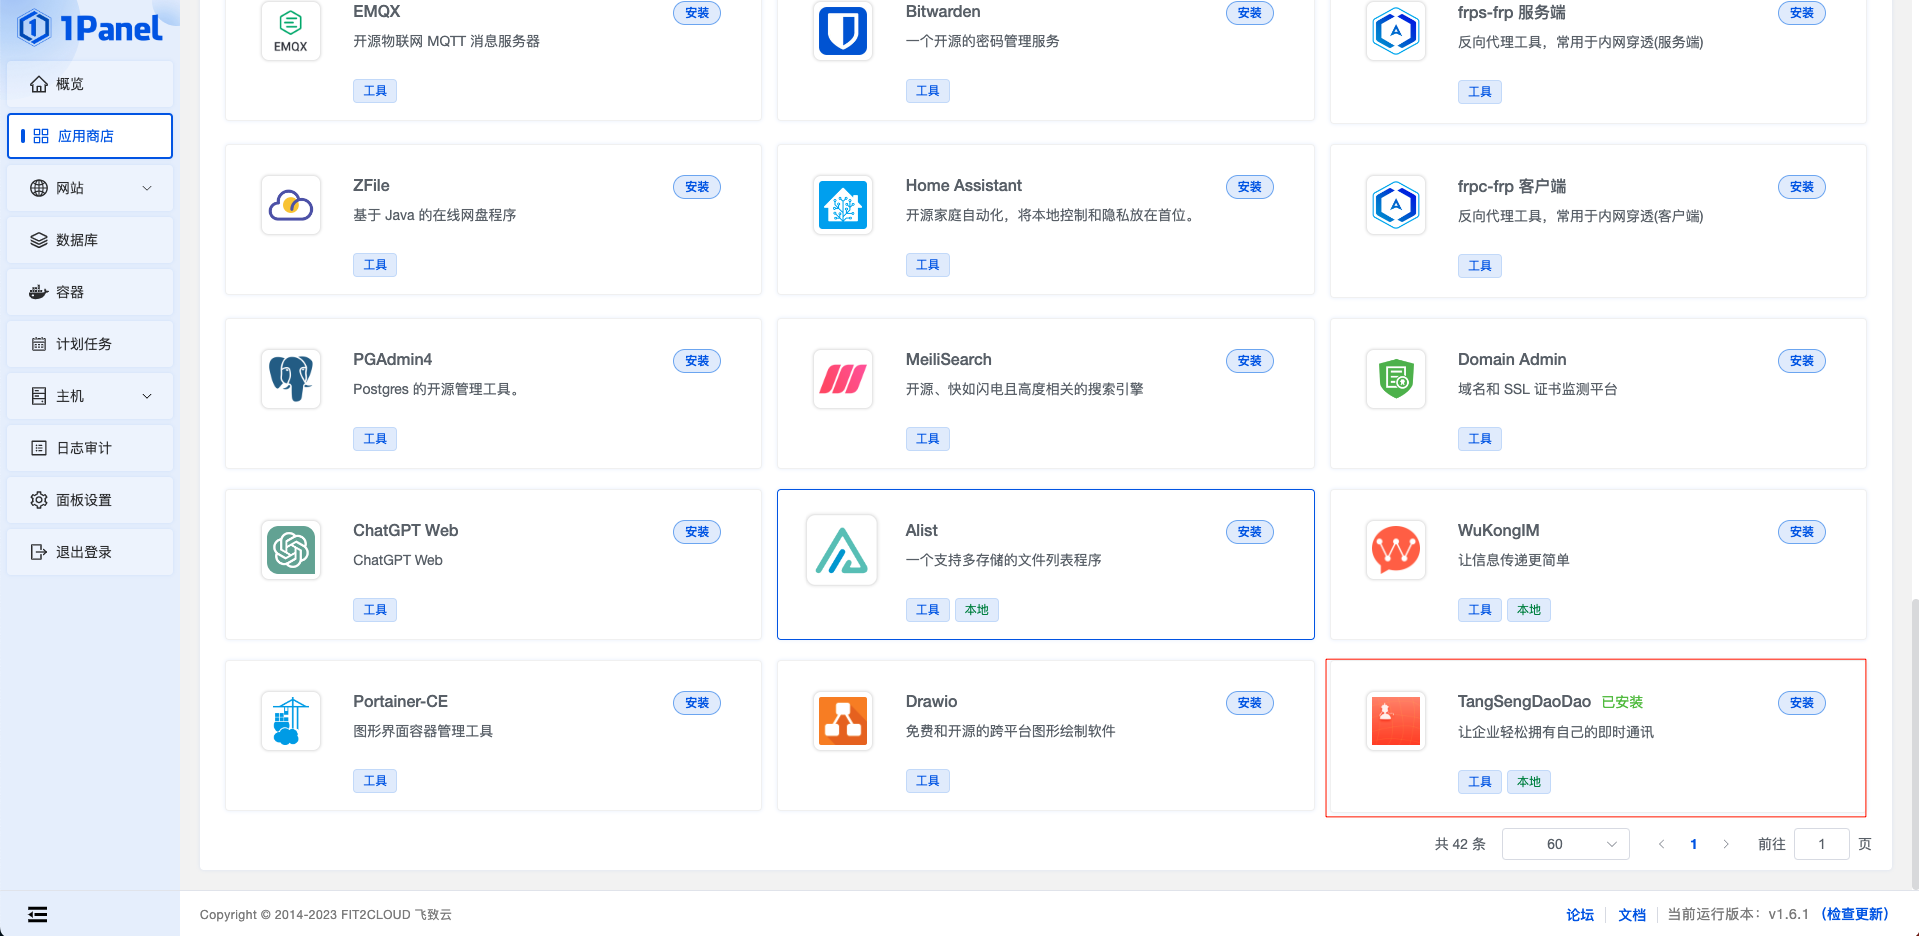 1Panel
概览
应用商店
网站
数据库
容器
计划任务
主机
日志审计
面板设置
退出登录
EMQX
EMQX
开源物联网 MQTT 消息服务器
工具
安装
Bitwarden
一个开源的密码管理服务
工具
安装
frps-frp 服务端
反向代理工具，常用于内网穿透(服务端)
工具
安装
ZFile
基于 Java 的在线网盘程序
工具
安装
Home Assistant
开源家庭自动化，将本地控制和隐私放在首位。
工具
安装
frpc-frp 客户端
反向代理工具，常用于内网穿透(客户端)
工具
安装
PGAdmin4
Postgres 的开源管理工具。
工具
安装
MeiliSearch
开源、快如闪电且高度相关的搜索引擎
工具
安装
Domain Admin
域名和 SSL 证书监测平台
工具
安装
ChatGPT Web
ChatGPT Web
工具
安装
Alist
一个支持多存储的文件列表程序
工具 本地
安装
WuKongIM
让信息传递更简单
工具 本地
安装
Portainer-CE
图形界面容器管理工具
工具
安装
Drawio
免费和开源的跨平台图形绘制软件
工具
安装
TangSengDaoDao 已安装
让企业轻松拥有自己的即时通讯
工具 本地
安装
共 42 条 60 1 前往 1 页
Copyright © 2014-2023 FIT2CLOUD 飞致云
论坛 文档 当前运行版本： v1.6.1 (检查更新)